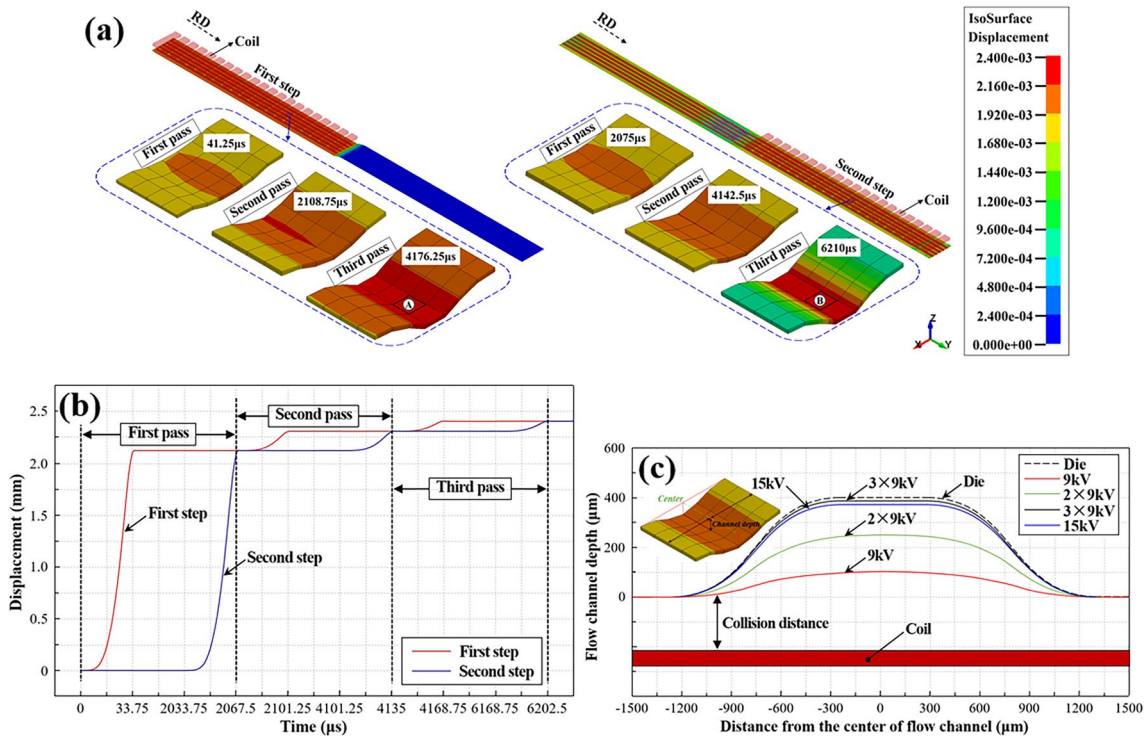 (a)
RD
Coil
First step
First pass
41.25μs
Second pass
2108.75μs
Third pass
4176.25μs
A
RD
First pass
2075μs
Second pass
4142.5μs
Third pass
6210μs
B
Second step
Coil
Z
X
Y
IsoSurface
Displacement
2.400e-03
2.160e-03
1.920e-03
1.680e-03
1.440e-03
1.200e-03
9.600e-04
7.200e-04
4.800e-04
2.400e-04
0.000e+00
(b)
Displacement (mm)
2.5
2.0
1.5
1.0
0.5
0
First pass
Second pass
Third pass
First step
Second step
First step
Second step
0 33.75 2033.75 2067.5 2101.25 4101.25 4135 4168.75 6168.75 6202.5
Time (μs)
(c)
Flow channel depth (μm)
600
400
200
0
Center
Channel depth
15kV
3×9kV
Die
2×9kV
9kV
Die
9kV
2×9kV
3×9kV
15kV
Collision distance
Coil
-1500 -1200 -900 -600 -300 0 300 600 900 1200 1500
Distance from the center of flow channel (μm)